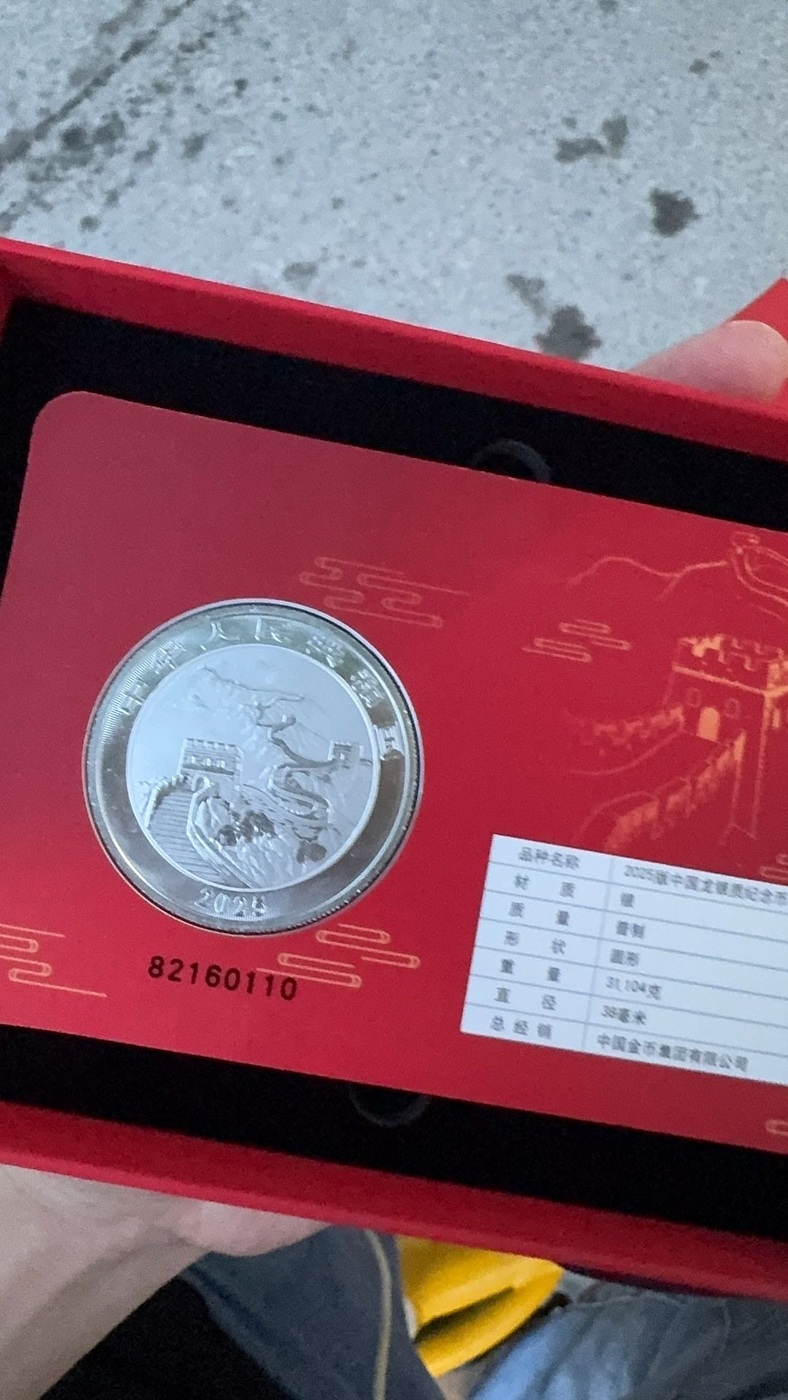 中华人民共和国
2025
82160110
品种名称 2025版中国龙银质纪念币
材 质 银
质 量 普制
形 状 圆形
重 量 31.104克
直 径 38毫米
总经销 中国金币集团有限公司